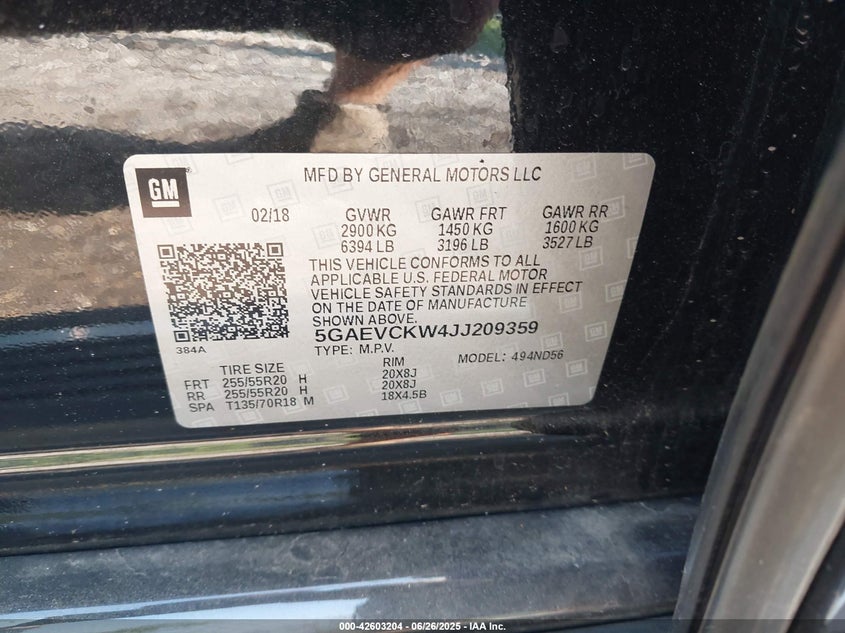 GM
MFD BY GENERAL MOTORS LLC
02/18 GVWR GAWR FRT GAWR RR
2900 KG 1450 KG 1600 KG
6394 LB 3196 LB 3527 LB
THIS VEHICLE CONFORMS TO ALL
APPLICABLE U.S. FEDERAL MOTOR
VEHICLE SAFETY STANDARDS IN EFFECT
ON THE DATE OF MANUFACTURE
SHOWN ABOVE.
5GAEVCKW4JJ209359
384A TYPE: M.P.V. MODEL: 494ND56
TIRE SIZE RIM
FRT 255/55R20 H 20X8J
RR 255/55R20 H 20X8J
SPA T135/70R18 M 18X4.5B
000-42603204 - 06/26/2025 - IAA Inc.